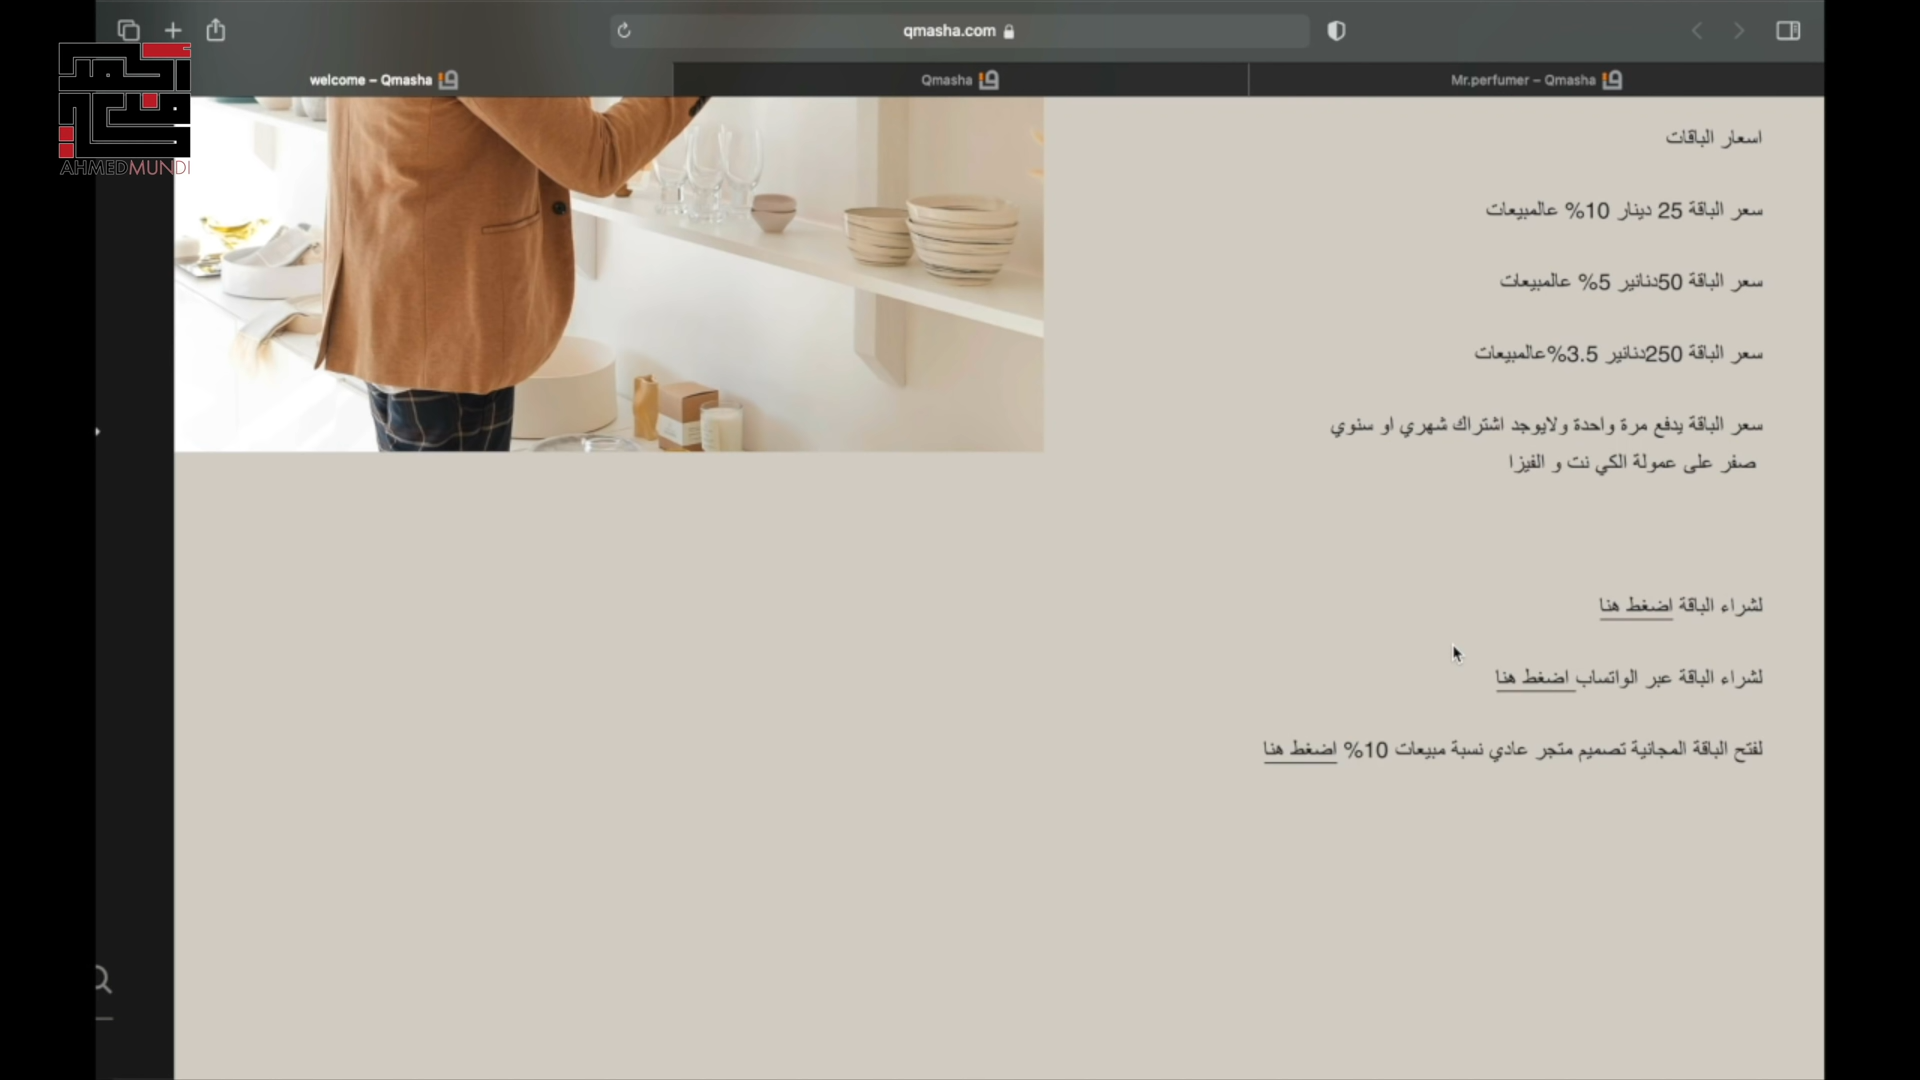 qmasha.com
welcome – Qmasha
Qmasha
Mr.perfumer – Qmasha
AHMEDMUNDI
اسعار الباقات
سعر الباقة 25 دينار 10% عالمبيعات
سعر الباقة 50دنانير 5% عالمبيعات
سعر الباقة 250دنانير 3.5%عالمبيعات
سعر الباقة يدفع مرة واحدة ولايوجد اشتراك شهري او سنوي
صفر على عمولة الكي نت و الفيزا
لشراء الباقة اضغط هنا
لشراء الباقة عبر الواتساب اضغط هنا
لفتح الباقة المجانية تصميم متجر عادي نسبة مبيعات 10% اضغط هنا